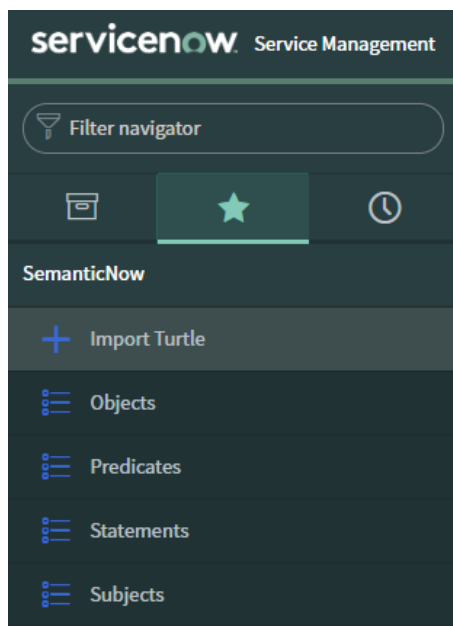 servicenow. Service Management
Filter navigator
SemanticNow
Import Turtle
Objects
Predicates
Statements
Subjects